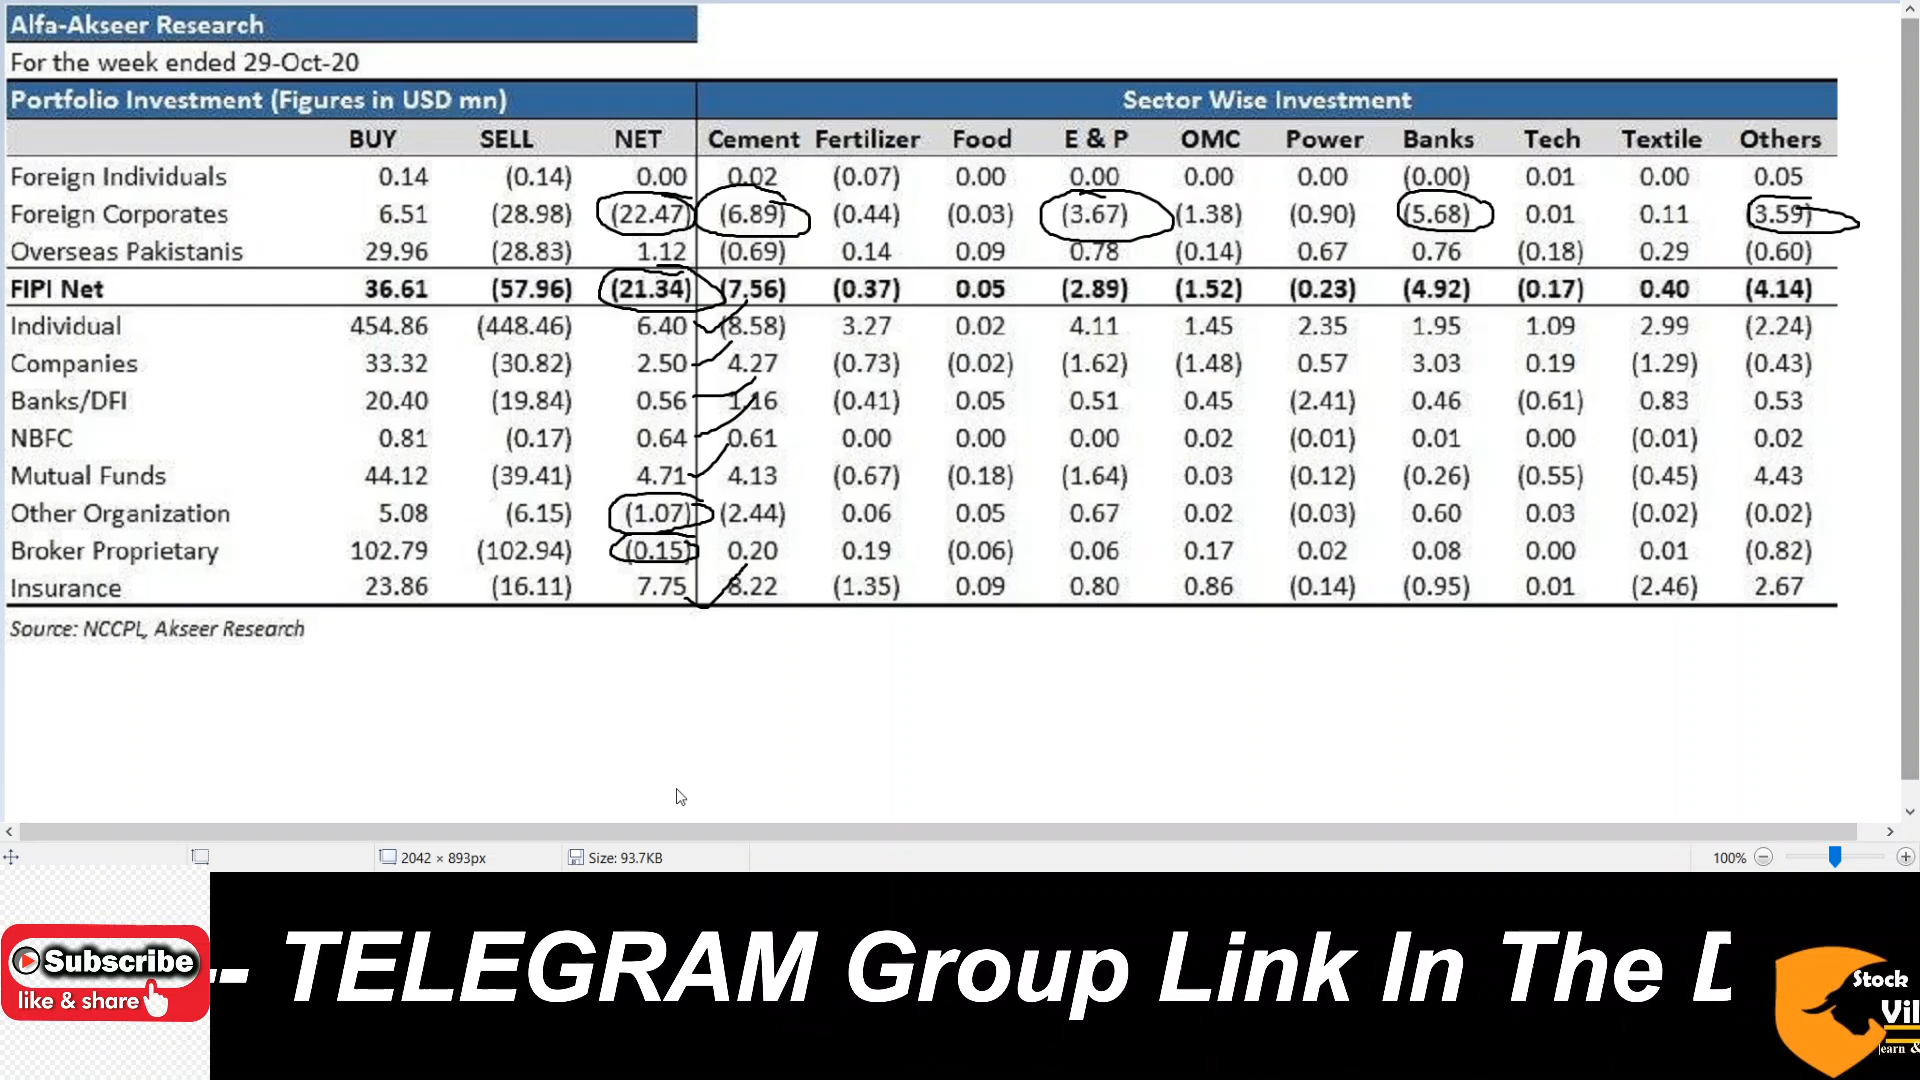 Alfa-Akseer Research
For the week ended 29-Oct-20
Portfolio Investment (Figures in USD mn) Sector Wise Investment
BUY SELL NET Cement Fertilizer Food E & P OMC Power Banks Tech Textile Others
Foreign Individuals 0.14 (0.14) 0.00 0.02 (0.07) 0.00 0.00 0.00 0.00 (0.00) 0.01 0.00 0.05
Foreign Corporates 6.51 (28.98) (22.47) (6.89) (0.44) (0.03) (3.67) (1.38) (0.90) (5.68) 0.01 0.11 (3.59)
Overseas Pakistanis 29.96 (28.83) 1.12 (0.69) 0.14 0.09 0.78 (0.14) 0.67 0.76 (0.18) 0.29 (0.60)
FIPI Net 36.61 (57.96) (21.34) (7.56) (0.37) 0.05 (2.89) (1.52) (0.23) (4.92) (0.17) 0.40 (4.14)
Individual 454.86 (448.46) 6.40 (8.58) 3.27 0.02 4.11 1.45 2.35 1.95 1.09 2.99 (2.24)
Companies 33.32 (30.82) 2.50 4.27 (0.73) (0.02) (1.62) (1.48) 0.57 3.03 0.19 (1.29) (0.43)
Banks/DFI 20.40 (19.84) 0.56 1.16 (0.41) 0.05 0.51 0.45 (2.41) 0.46 (0.61) 0.83 0.53
NBFC 0.81 (0.17) 0.64 0.61 0.00 0.00 0.00 0.02 (0.01) 0.01 0.00 (0.01) 0.02
Mutual Funds 44.12 (39.41) 4.71 4.13 (0.67) (0.18) (1.64) 0.03 (0.12) (0.26) (0.55) (0.45) 4.43
Other Organization 5.08 (6.15) (1.07) (2.44) 0.06 0.05 0.67 0.02 (0.03) 0.60 0.03 (0.02) (0.02)
Broker Proprietary 102.79 (102.94) (0.15) 0.20 0.19 (0.06) 0.06 0.17 0.02 0.08 0.00 0.01 (0.82)
Insurance 23.86 (16.11) 7.75 8.22 (1.35) 0.09 0.80 0.86 (0.14) (0.95) 0.01 (2.46) 2.67
Source: NCCPL, Akseer Research
2042 × 893px Size: 93.7KB 100%
Subscribe
like & share
-- TELEGRAM Group Link In The D
Stock
Vil
earn &